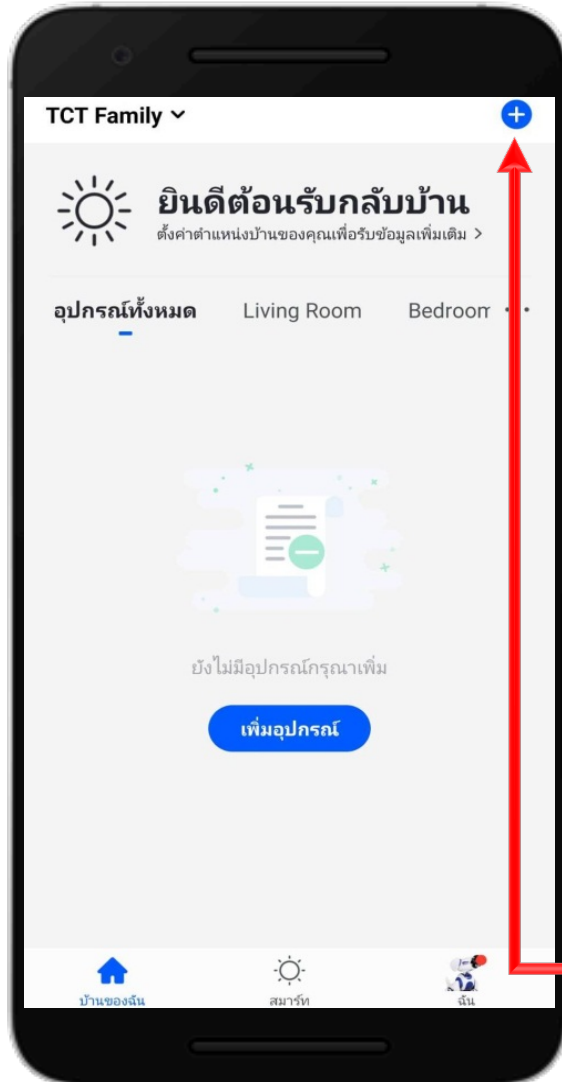 TCT Family
ยินดีต้อนรับกลับบ้าน
ตั้งค่าตำแหน่งบ้านของคุณเพื่อรับข้อมูลเพิ่มเติม >
อุปกรณ์ทั้งหมด Living Room Bedroom
ยังไม่มีอุปกรณ์กรุณาเพิ่ม
เพิ่มอุปกรณ์
บ้านของฉัน สมาร์ท ฉัน